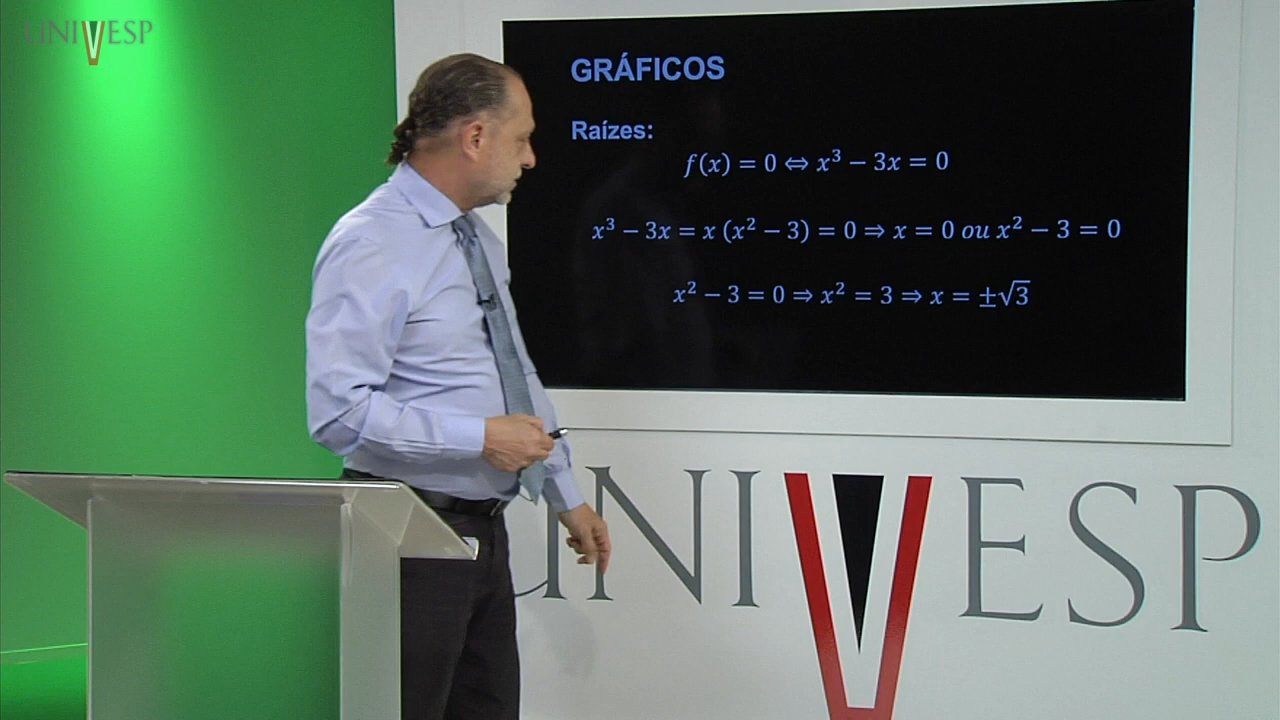 UNIVESP
GRÁFICOS
Raízes:
f(x) = 0 ⇔ x³ − 3x = 0
x³ − 3x = x (x² − 3) = 0 ⇒ x = 0 ou x² − 3 = 0
x² − 3 = 0 ⇒ x² = 3 ⇒ x = ±√3
UNIVESP